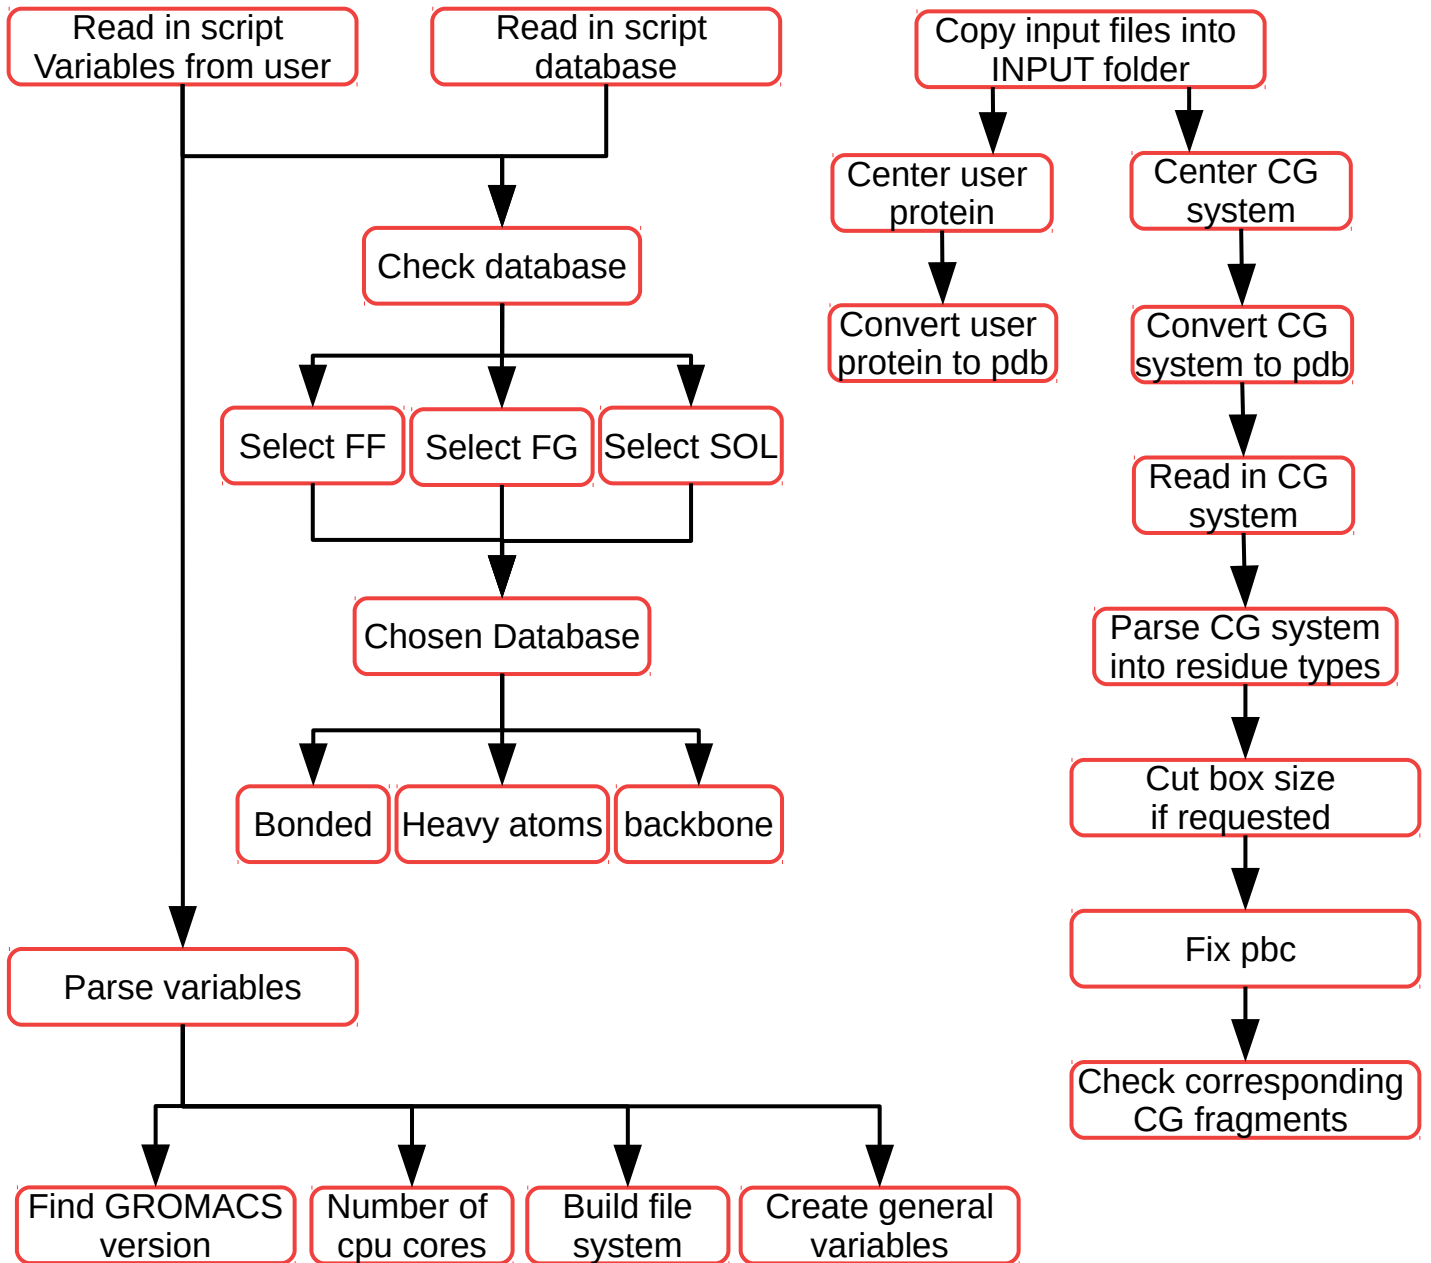 Read in script
Variables from user
Read in script
database
Check database
Select FF
Select FG
Select SOL
Chosen Database
Bonded
Heavy atoms
backbone
Parse variables
Find GROMACS
version
Number of
cpu cores
Build file
system
Create general
variables
Copy input files into
INPUT folder
Center user
protein
Convert user
protein to pdb
Center CG
system
Convert CG
system to pdb
Read in CG
system
Parse CG system
into residue types
Cut box size
if requested
Fix pbc
Check corresponding
CG fragments